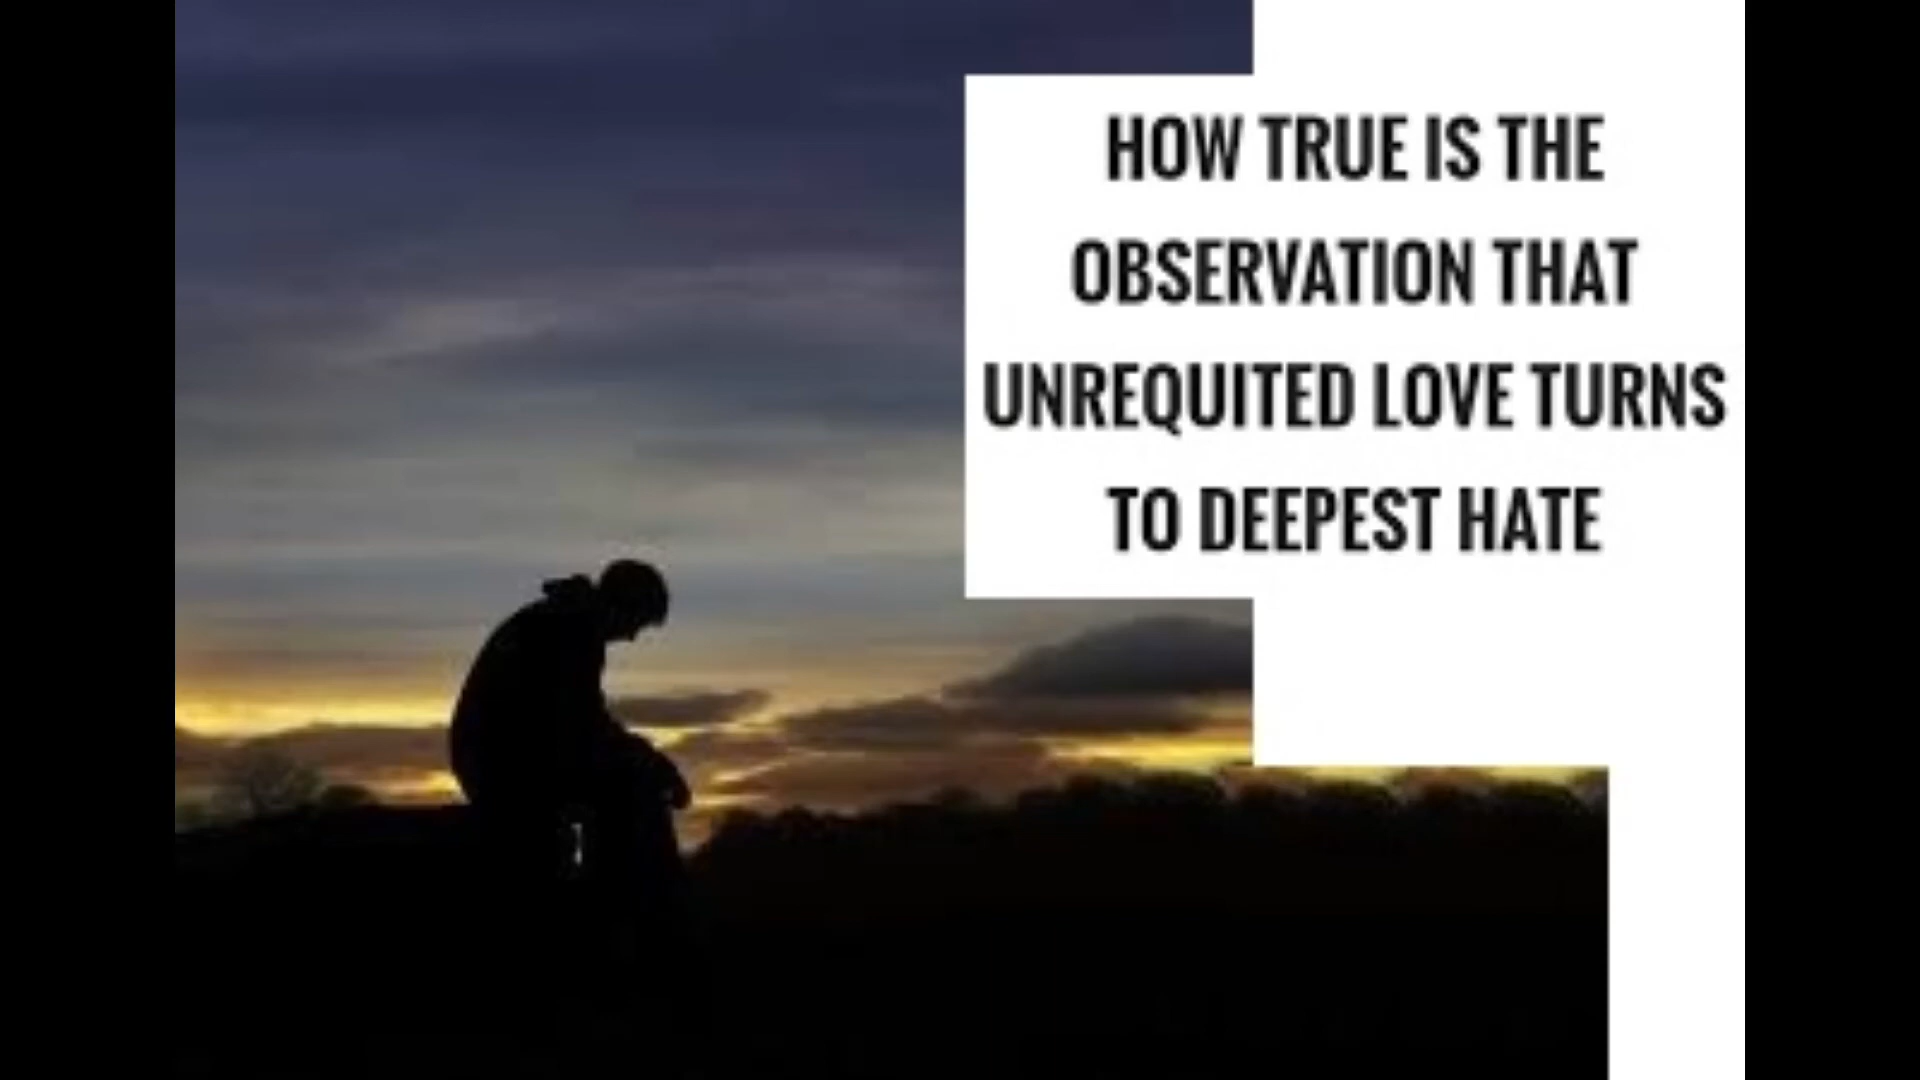 HOW TRUE IS THE
OBSERVATION THAT
UNREQUITED LOVE TURNS
TO DEEPEST HATE